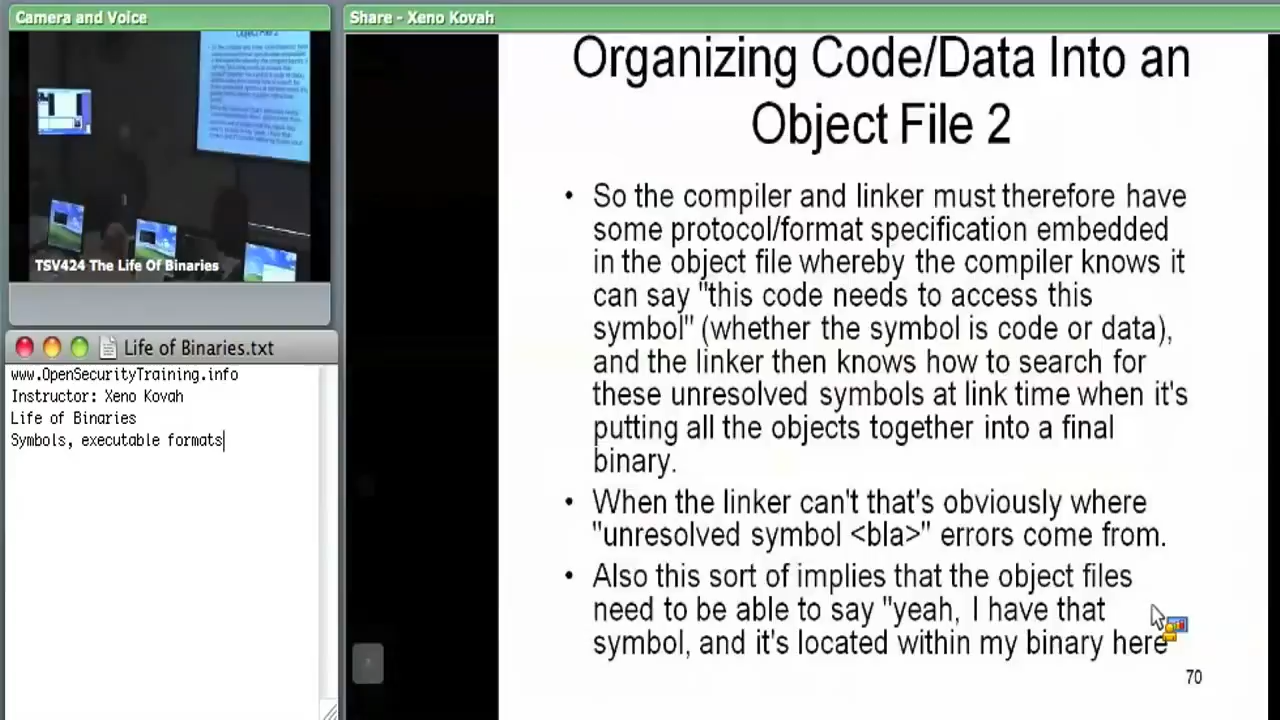 Camera and Voice
TSV424 The Life Of Binaries
Life of Binaries.txt
www.OpenSecurityTraining.info
Instructor: Xeno Kovah
Life of Binaries
Symbols, executable formats
Share - Xeno Kovah
Organizing Code/Data Into an
Object File 2
• So the compiler and linker must therefore have
some protocol/format specification embedded
in the object file whereby the compiler knows it
can say "this code needs to access this
symbol" (whether the symbol is code or data),
and the linker then knows how to search for
these unresolved symbols at link time when it's
putting all the objects together into a final
binary.
• When the linker can't that's obviously where
"unresolved symbol <bla>" errors come from.
• Also this sort of implies that the object files
need to be able to say "yeah, I have that
symbol, and it's located within my binary here
70